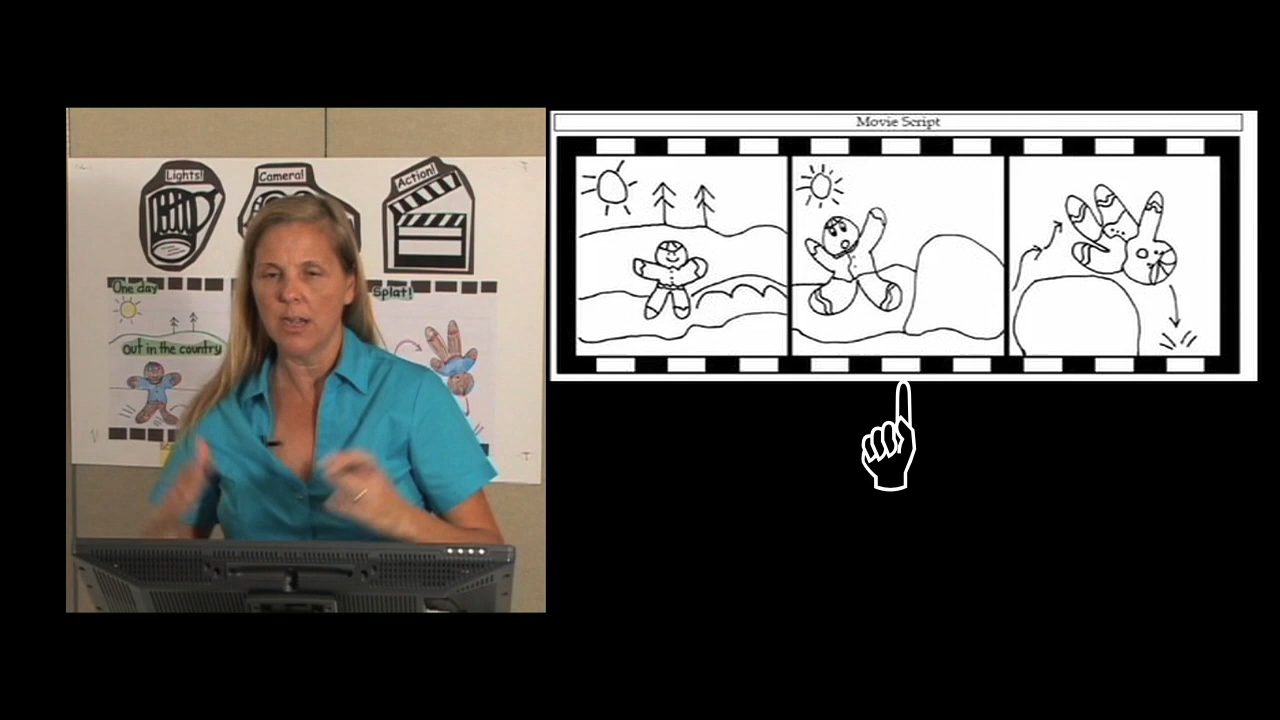 Movie Script
Lights!
Camera!
Action!
One day
Splat!
Out in the country